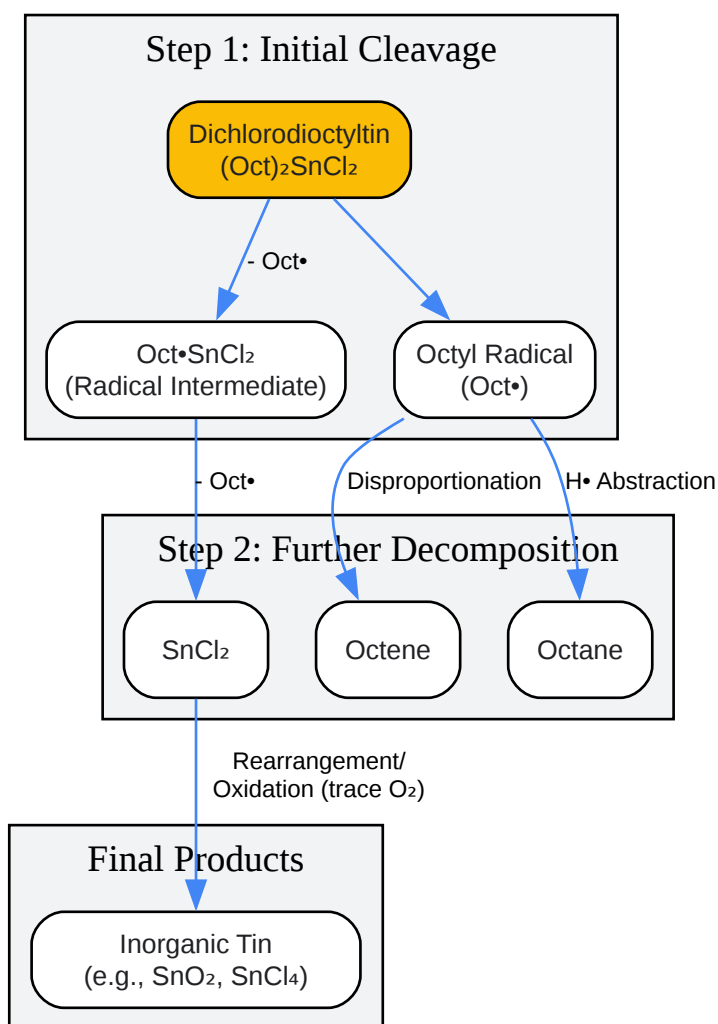 Step 1: Initial Cleavage
Dichlorodioctyltin
(Oct)₂SnCl₂
- Oct•
Oct•SnCl₂
(Radical Intermediate)
Octyl Radical
(Oct•)
- Oct•
Disproportionation
H• Abstraction
Step 2: Further Decomposition
SnCl₂
Octene
Octane
Rearrangement/
Oxidation (trace O₂)
Final Products
Inorganic Tin
(e.g., SnO₂, SnCl₄)